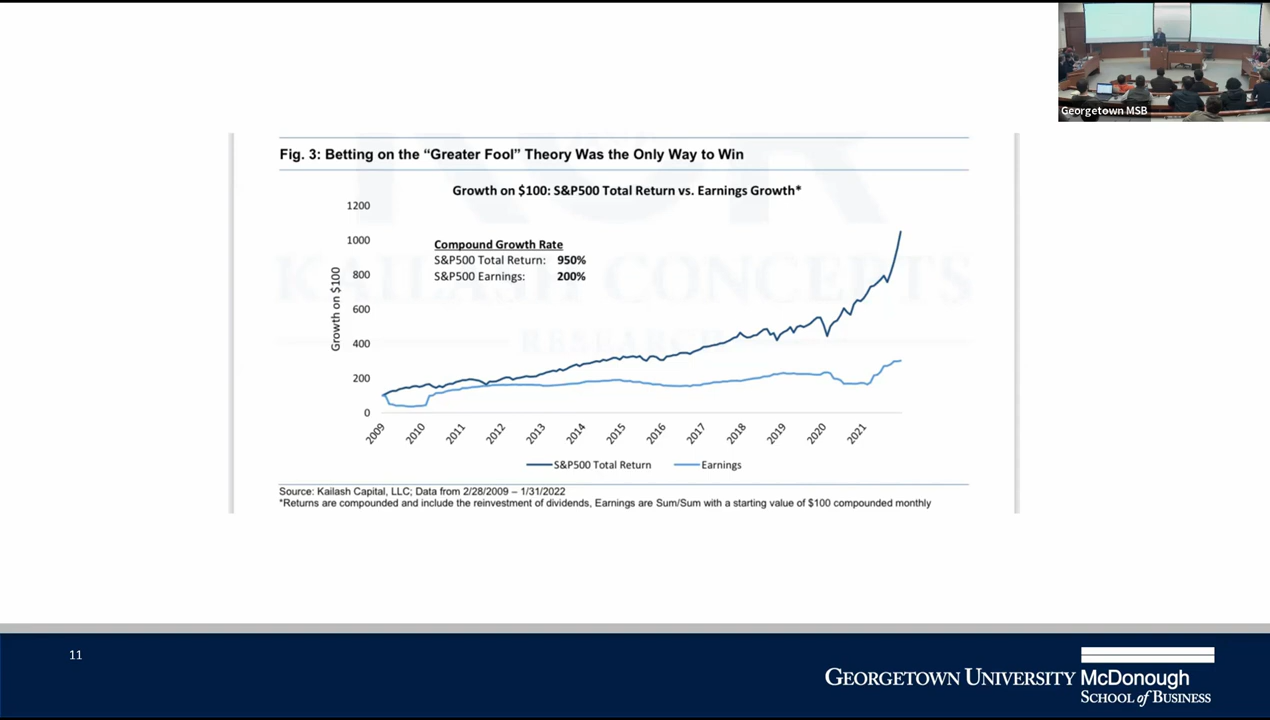 Georgetown MSB
Fig. 3: Betting on the “Greater Fool” Theory Was the Only Way to Win
Growth on $100: S&P500 Total Return vs. Earnings Growth*
Compound Growth Rate
S&P500 Total Return: 950%
S&P500 Earnings: 200%
Growth on $100
1200
1000
800
600
400
200
0
2009 2010 2011 2012 2013 2014 2015 2016 2017 2018 2019 2020 2021
S&P500 Total Return Earnings
KAILASH CONCEPTS
RESEARCH
Source: Kailash Capital, LLC; Data from 2/28/2009 – 1/31/2022
*Returns are compounded and include the reinvestment of dividends, Earnings are Sum/Sum with a starting value of $100 compounded monthly
11
GEORGETOWN UNIVERSITY McDonough
SCHOOL of BUSINESS